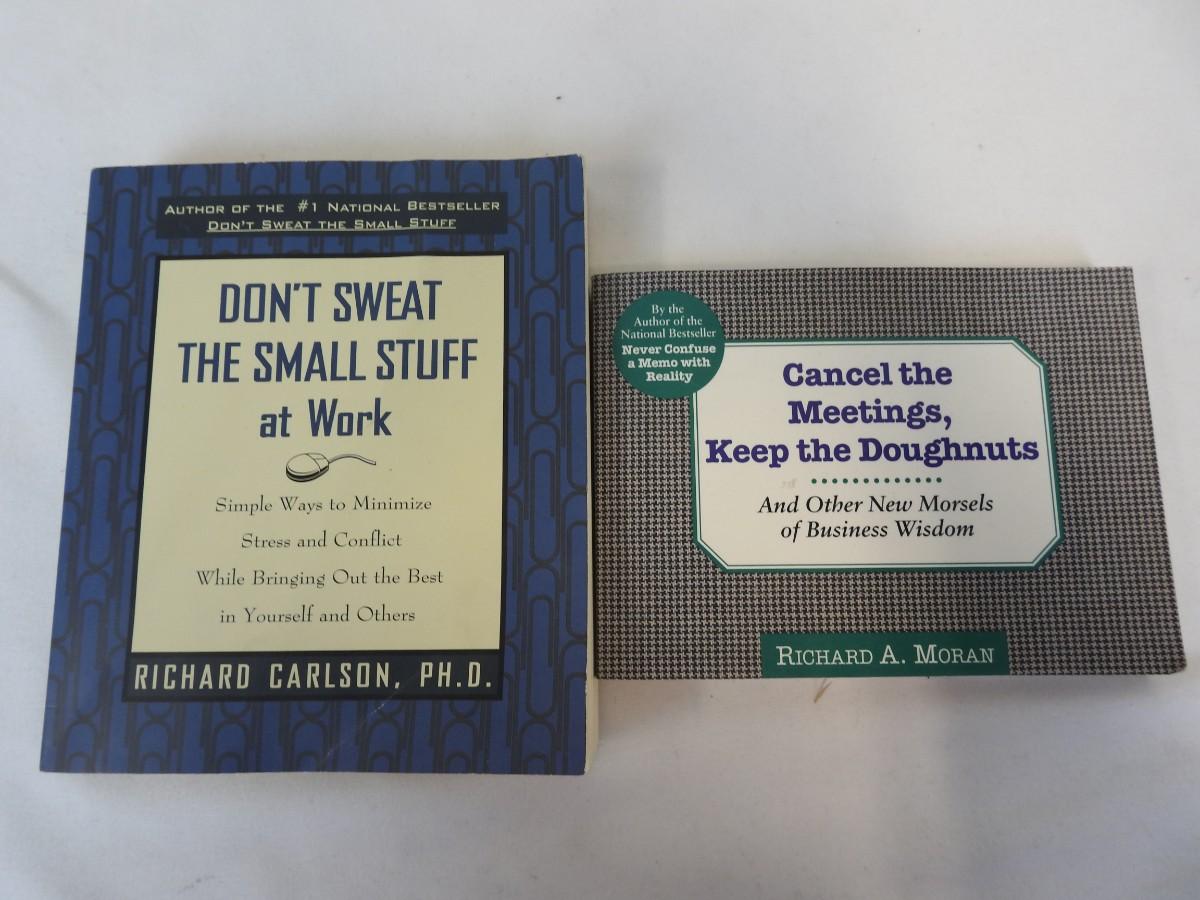 AUTHOR OF THE #1 NATIONAL BESTSELLER
DON'T SWEAT THE SMALL STUFF
DON'T SWEAT
THE SMALL STUFF
at Work
Simple Ways to Minimize
Stress and Conflict
While Bringing Out the Best
in Yourself and Others
RICHARD CARLSON, PH.D.
By the
Author of the
National Bestseller
Never Confuse
a Memo with
Reality
Cancel the
Meetings,
Keep the Doughnuts
And Other New Morsels
of Business Wisdom
RICHARD A. MORAN